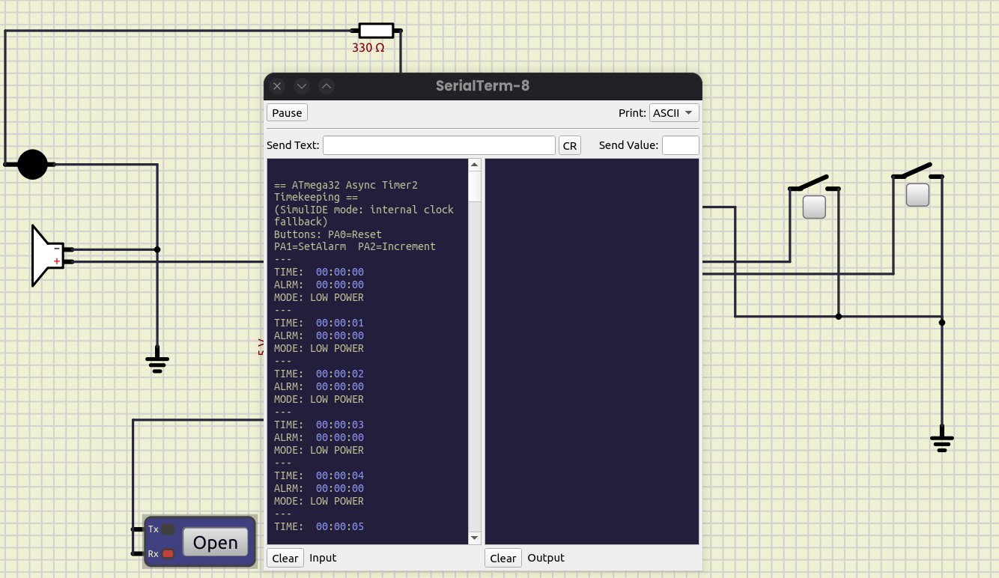 330 Ω
SerialTerm-8
Pause
Print: ASCII
Send Text: CR Send Value:
== ATmega32 Async Timer2
Timekeeping ==
(SimulIDE mode: internal clock
fallback)
Buttons: PA0=Reset
PA1=SetAlarm  PA2=Increment
---
TIME:  00:00:00
ALRM:  00:00:00
MODE: LOW POWER
---
TIME:  00:00:01
ALRM:  00:00:00
MODE: LOW POWER
---
TIME:  00:00:02
ALRM:  00:00:00
MODE: LOW POWER
---
TIME:  00:00:03
ALRM:  00:00:00
MODE: LOW POWER
---
TIME:  00:00:04
ALRM:  00:00:00
MODE: LOW POWER
---
TIME:  00:00:05
Clear Input
Clear Output
− 
+
Tx
Open
Rx